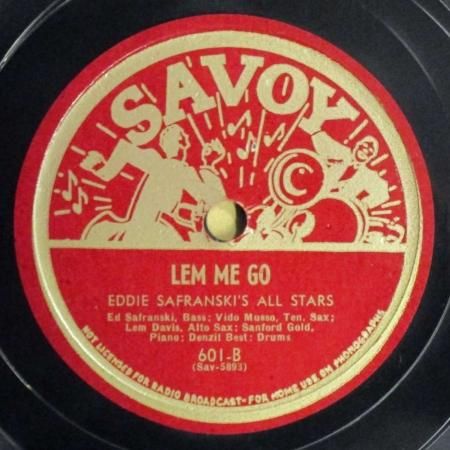 SAVOY
C
LEM ME GO
EDDIE SAFRANSKI'S ALL STARS
Ed Safranski, Bass; Vido Musso, Ten. Sax;
Lem Davis, Alto Sax; Sanford Gold,
Piano; Denzil Best: Drums
601-B
(Sav-5893)
NOT LICENSED FOR RADIO BROADCAST- FOR HOME USE ON PHONOGRAPHS